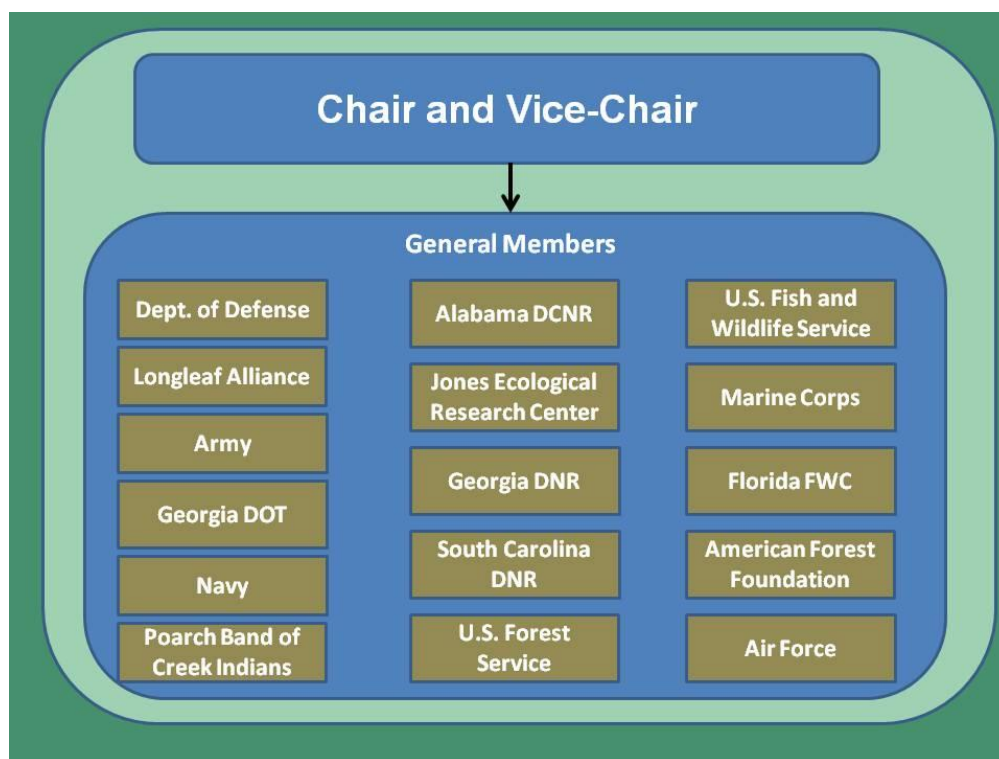 Chair and Vice-Chair
General Members
Dept. of Defense
Longleaf Alliance
Army
Georgia DOT
Navy
Poarch Band of
Creek Indians
Alabama DCNR
Jones Ecological
Research Center
Georgia DNR
South Carolina
DNR
U.S. Forest
Service
U.S. Fish and
Wildlife Service
Marine Corps
Florida FWC
American Forest
Foundation
Air Force